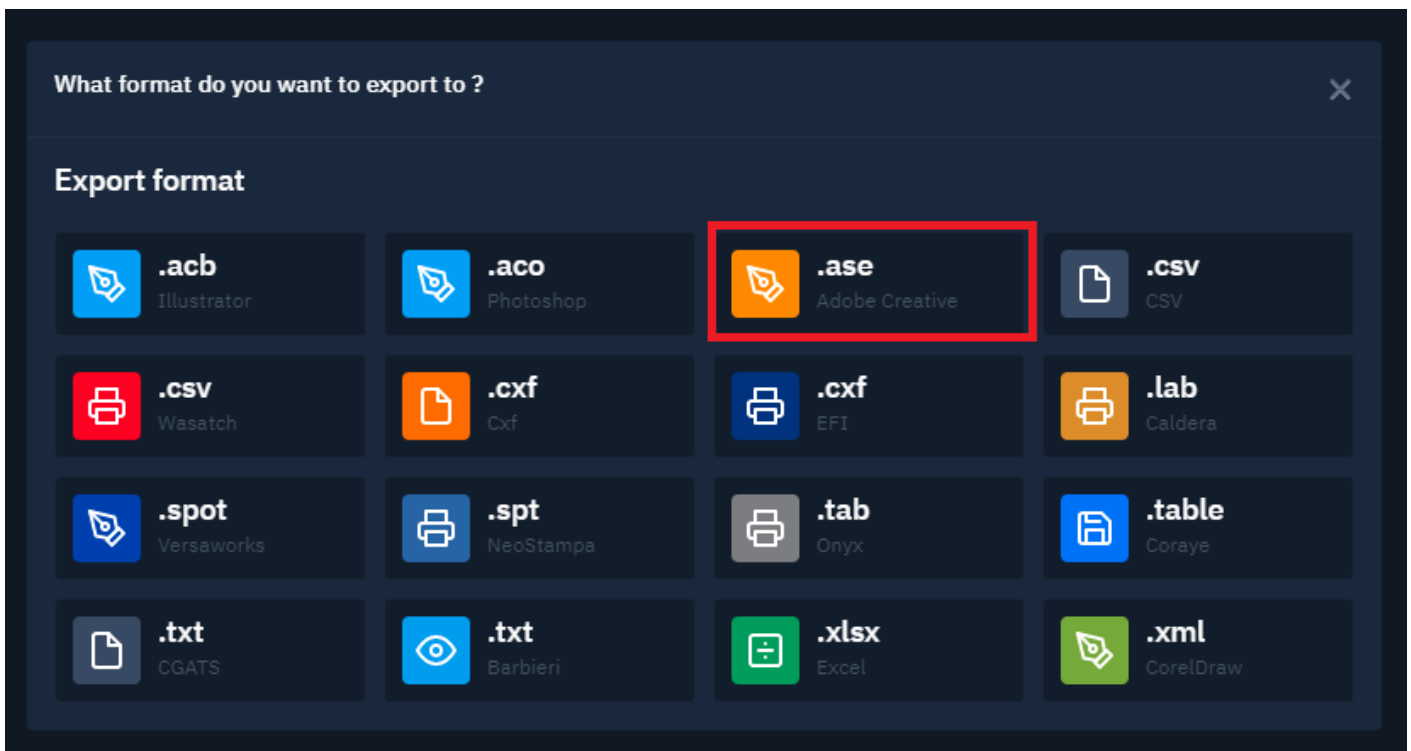 What format do you want to export to ?
Export format
.acb
Illustrator
.aco
Photoshop
.ase
Adobe Creative
.csv
CSV
.csv
Wasatch
.cxf
Cxf
.cxf
EFI
.lab
Caldera
.spot
Versaworks
.spt
NeoStampa
.tab
Onyx
.table
Coraye
.txt
CGATS
.txt
Barbieri
.xlsx
Excel
.xml
CorelDraw